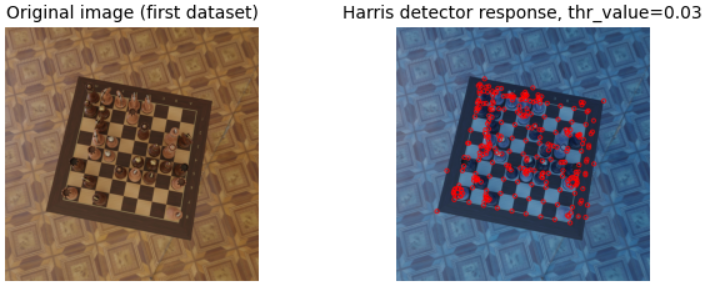 Original image (first dataset)
Harris detector response, thr_value=0.03